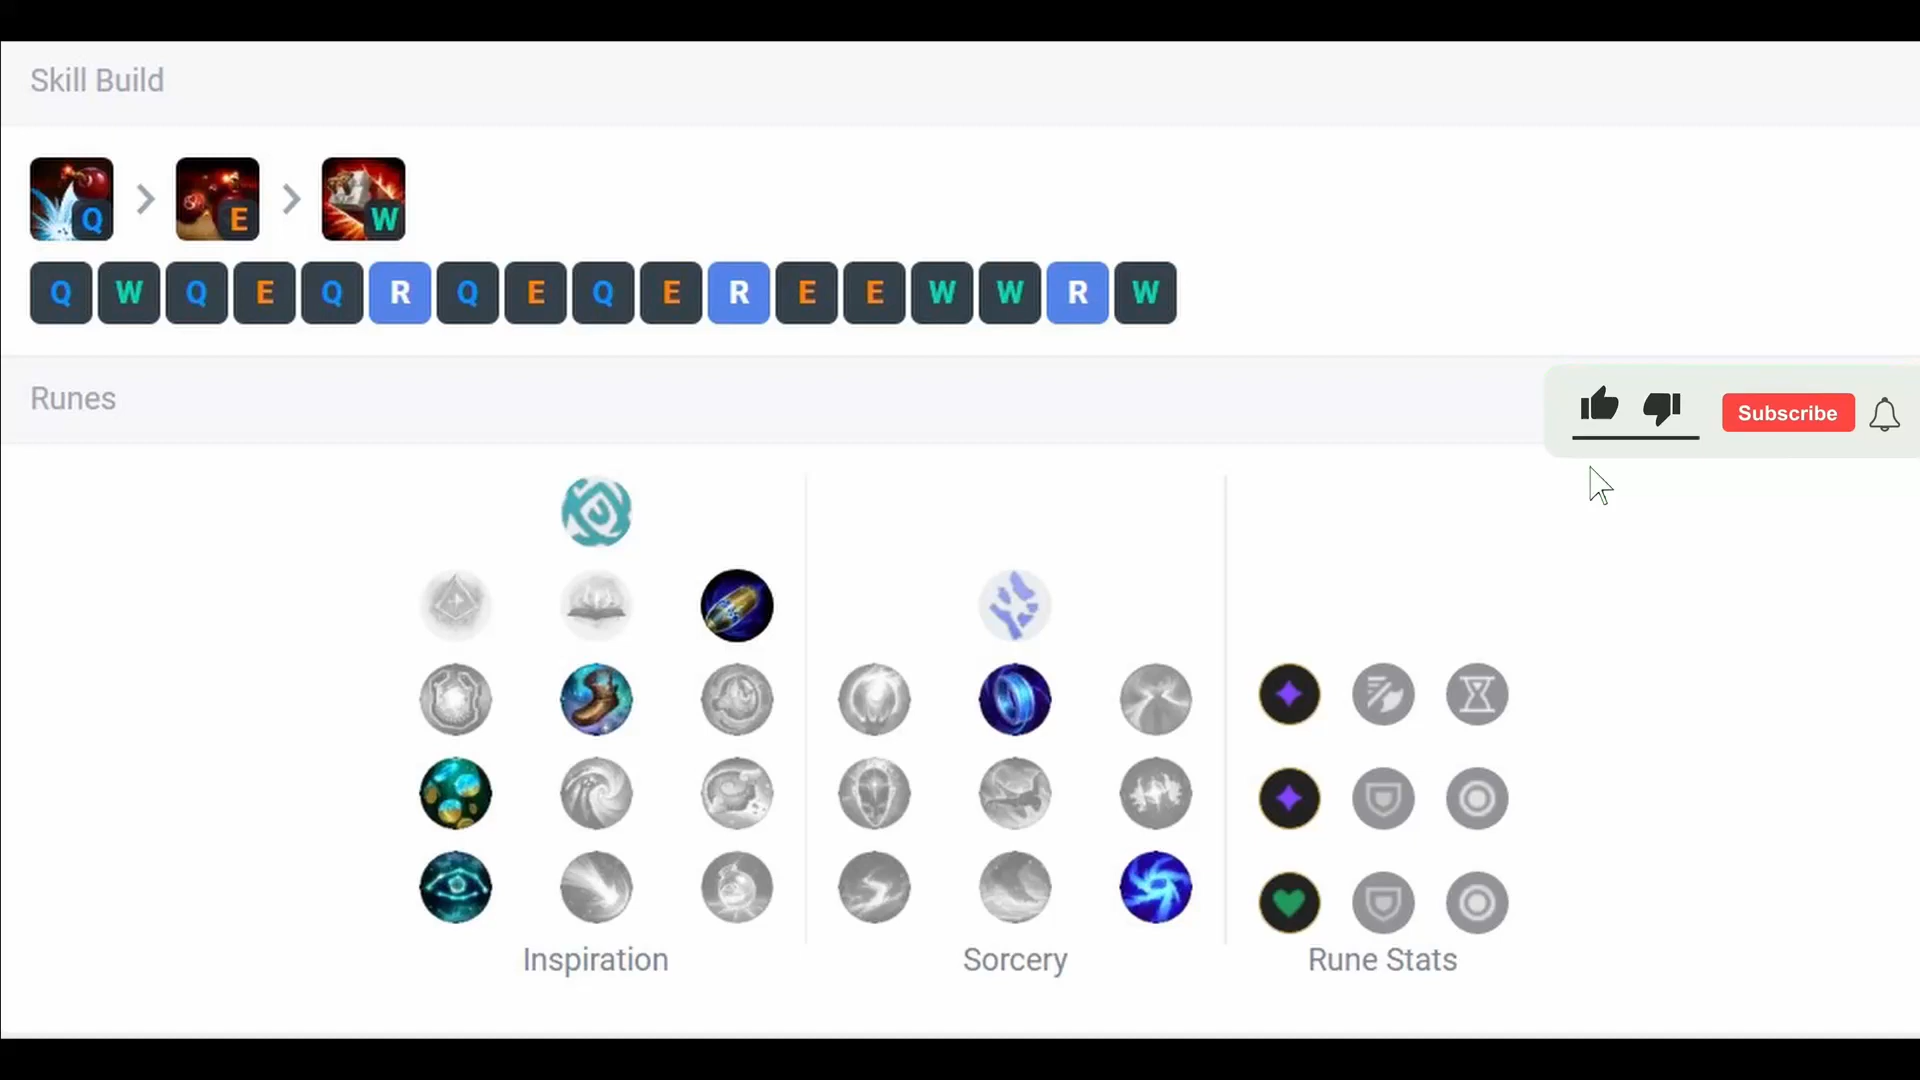 Skill Build
Q E W
Q W Q E Q R Q E Q E R E E W W R W
Runes
Subscribe
Inspiration Sorcery Rune Stats